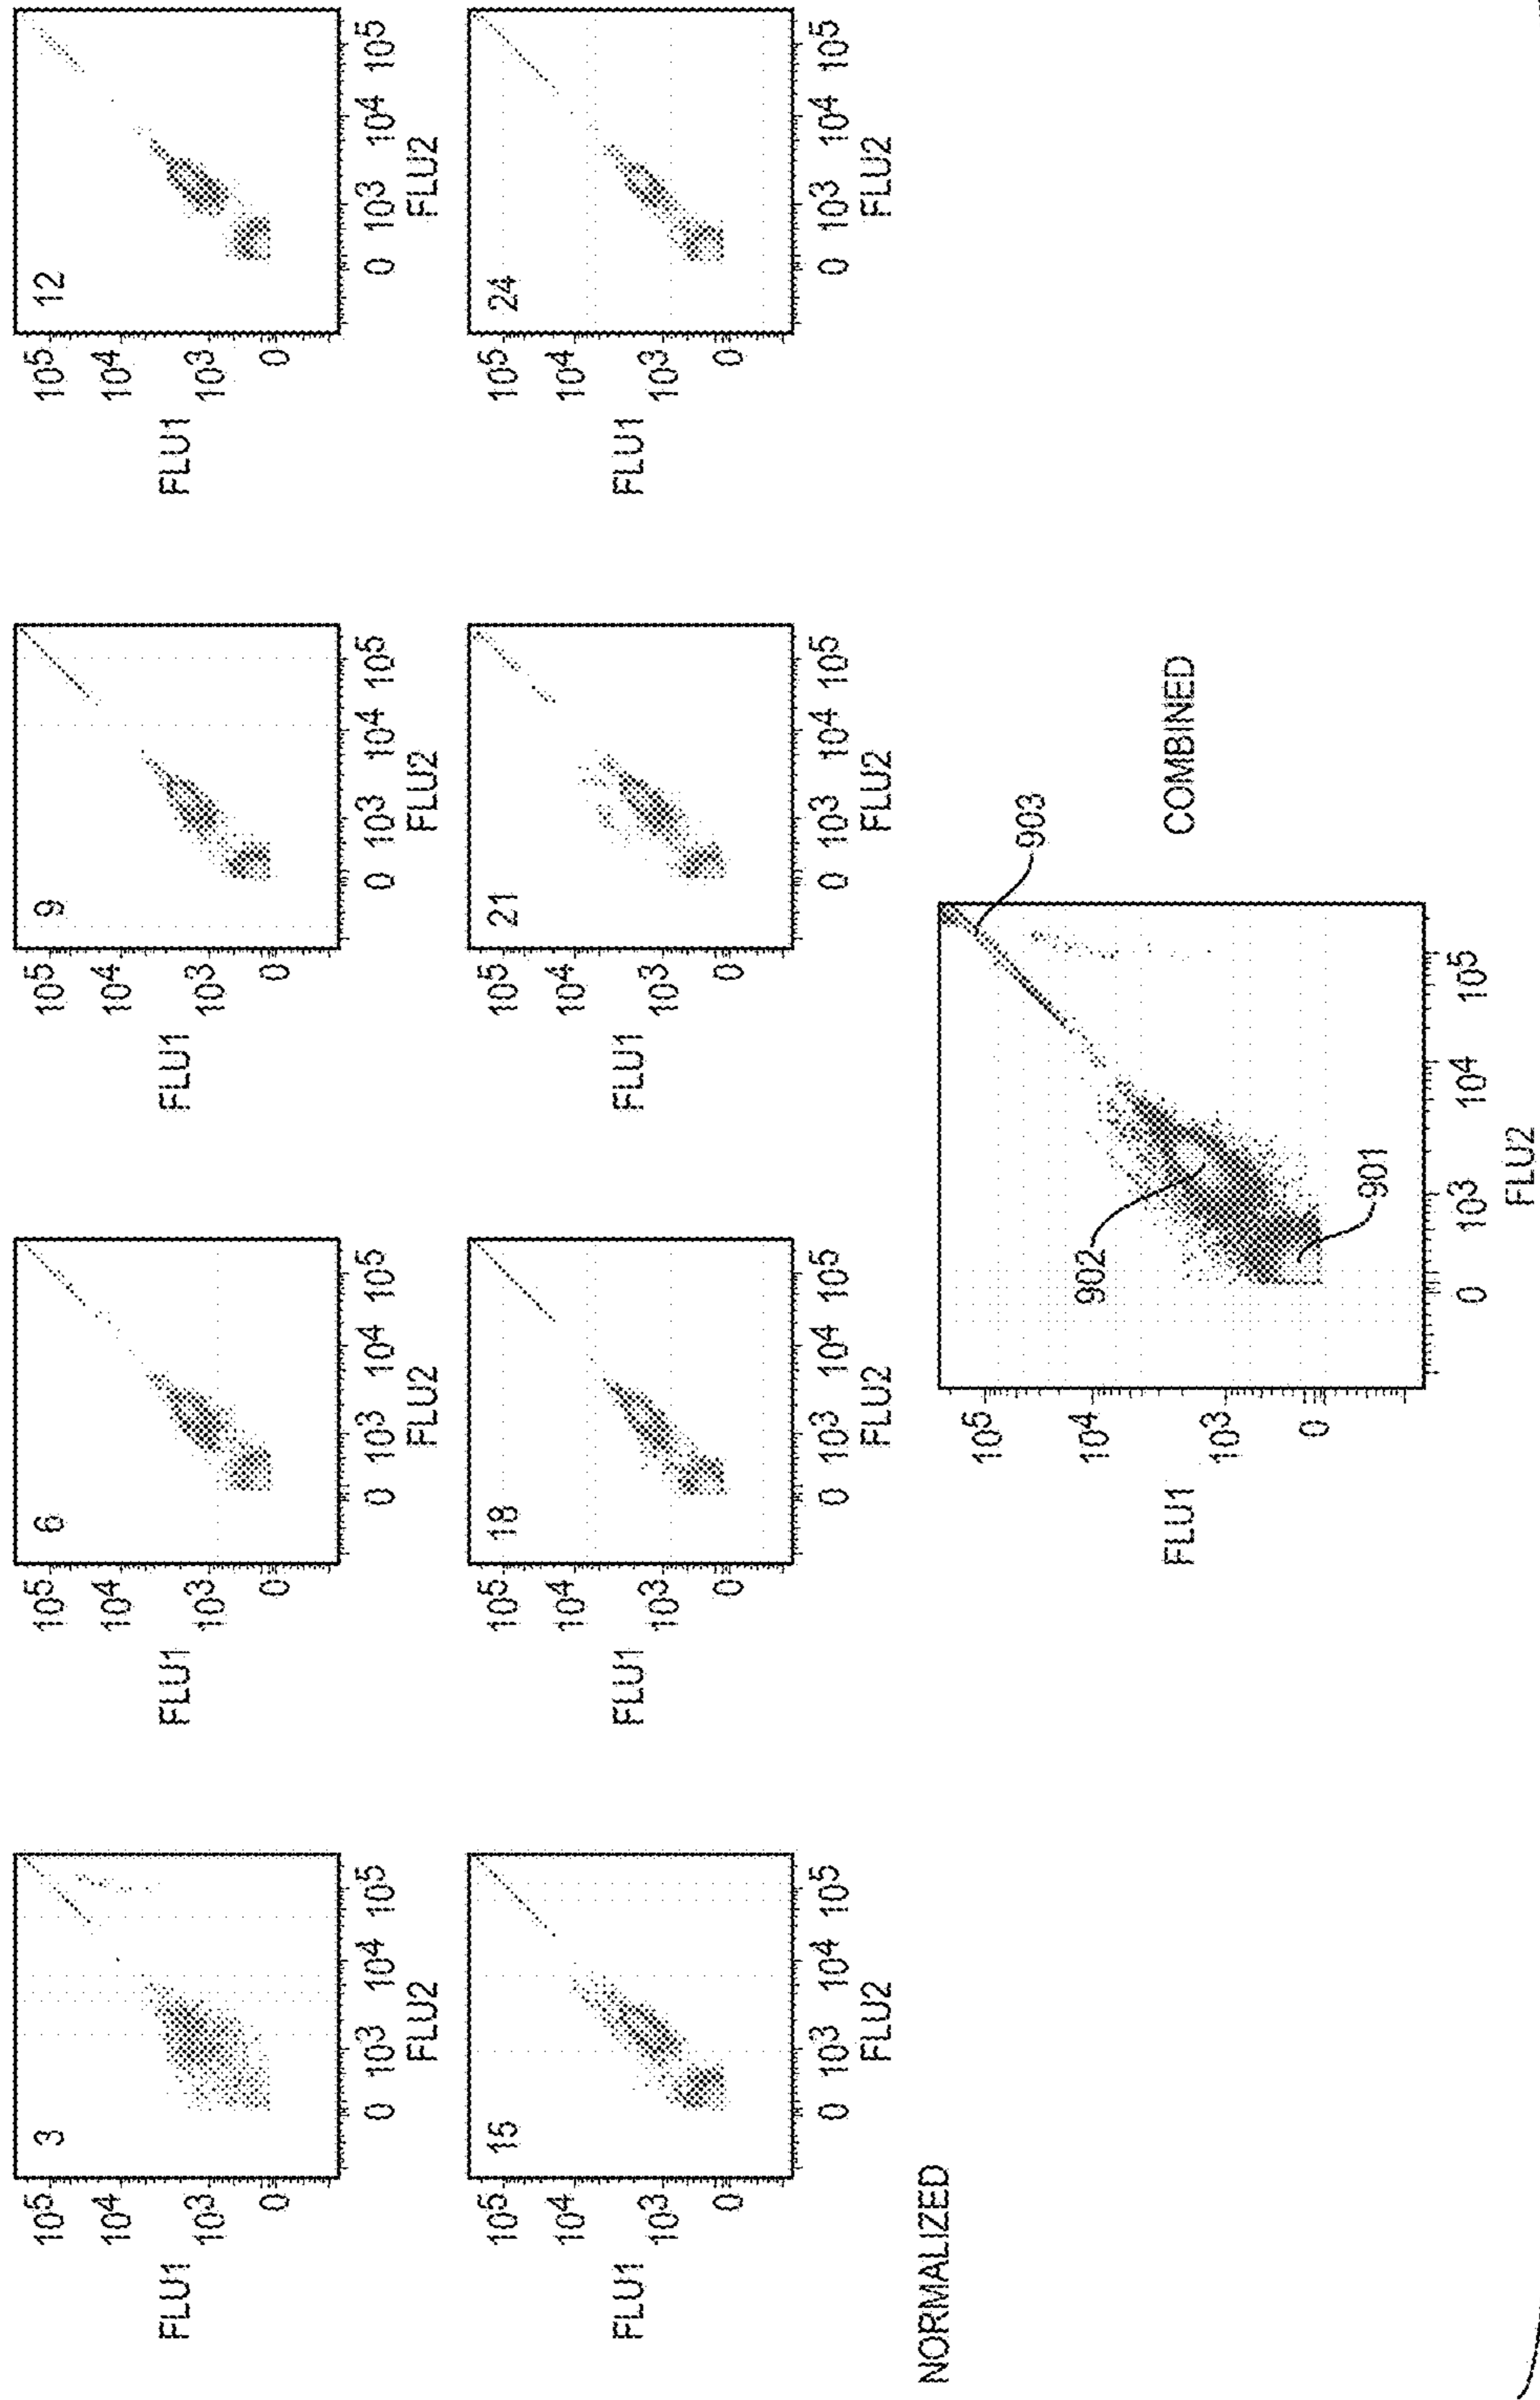 3
10⁵
10⁴
FLU1
10³
0
0 10³ 10⁴ 10⁵
FLU2
6
10⁵
10⁴
FLU1
10³
0
0 10³ 10⁴ 10⁵
FLU2
9
10⁵
10⁴
FLU1
10³
0
0 10³ 10⁴ 10⁵
FLU2
12
10⁵
10⁴
FLU1
10³
0
0 10³ 10⁴ 10⁵
FLU2
15
10⁵
10⁴
FLU1
10³
0
0 10³ 10⁴ 10⁵
FLU2
18
10⁵
10⁴
FLU1
10³
0
0 10³ 10⁴ 10⁵
FLU2
21
10⁵
10⁴
FLU1
10³
0
0 10³ 10⁴ 10⁵
FLU2
24
10⁵
10⁴
FLU1
10³
0
0 10³ 10⁴ 10⁵
FLU2
NORMALIZED
10⁵
903
10⁴
902
FLU1
COMBINED
10³
0
901
0 10³ 10⁴ 10⁵
FLU2